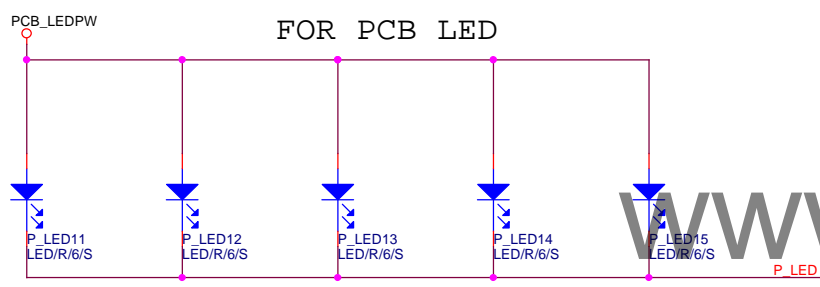 PCB_LEDPW
FOR PCB LED
P_LED11
LED/R/6/S
P_LED12
LED/R/6/S
P_LED13
LED/R/6/S
P_LED14
LED/R/6/S
P_LED15
LED/R/6/S
P_LED